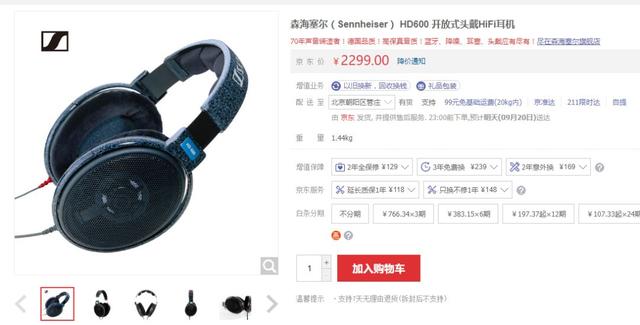 森海塞尔（Sennheiser）HD600 开放式头戴HiFi耳机
70年声音铸造者！德国品质！高保真音质！蓝牙、降噪、耳塞、头戴应有尽有！尽在森海塞尔旗舰店
京东价 ￥2299.00 降价通知
增值业务 以旧换新，回收换钱 礼品包装
配送至 北京朝阳区管庄 有货 支持 99元免基础运费(20kg内) 京准达 211限时达 自提
由 京东 发货, 并提供售后服务. 23:00前下单,预计明天(09月20日)送达
重量 1.44kg
增值保障 2年全保修 ￥129 3年免费换 ￥239 2年意外换 ￥169
京东服务 延长质保1年 ￥118 只换不修1年 ￥148
白条分期 不分期 ￥766.34×3期 ￥383.15×6期 ￥197.37起×12期 ￥107.33起×24期
1 + - 加入购物车
温馨提示 · 支持7天无理由退货(拆封后不支持)